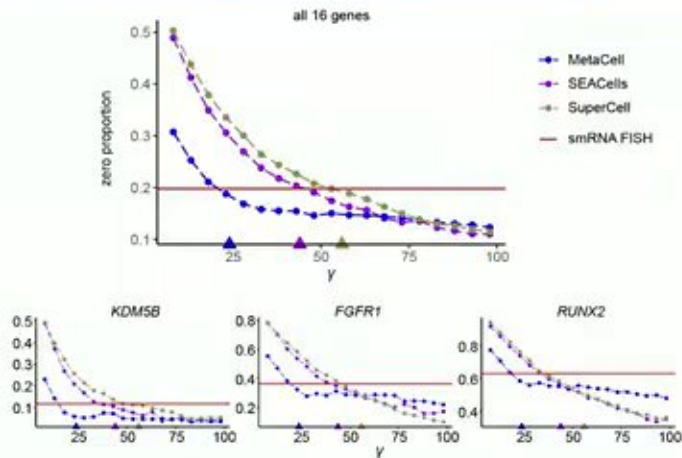 all 16 genes
0.5
0.4
0.3
0.2
0.1
zero proportion
25
50
75
100
γ
MetaCell
SEACells
SuperCell
smRNA FISH
KDM5B
FGFR1
RUNX2
0.5
0.4
0.3
0.2
0.1
0.8
0.6
0.4
0.2
0.8
0.6
0.4
25 50 75 100
25 50 75 100
25 50 75 100
γ